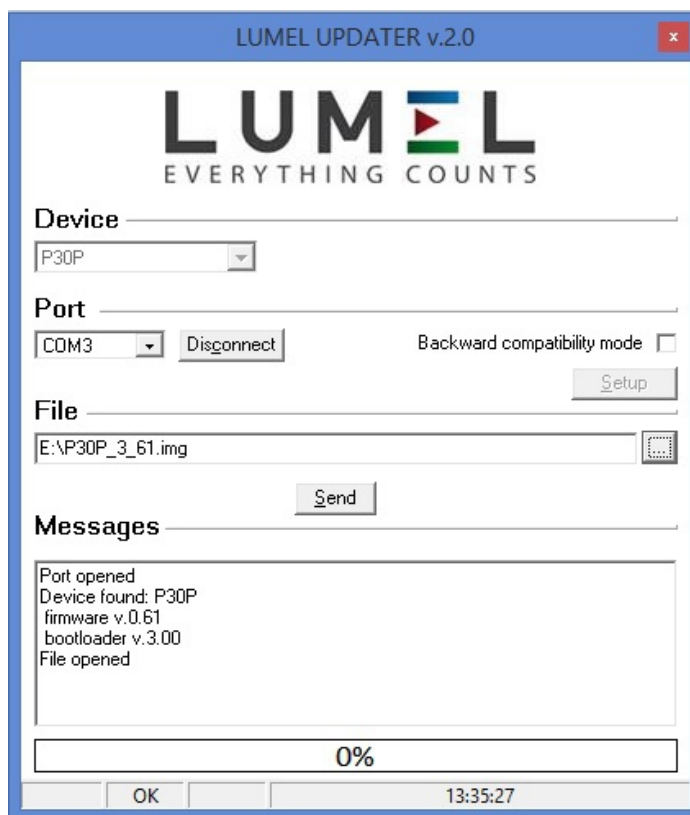 LUMEL UPDATER v.2.0
x
LUMEL
EVERYTHING COUNTS
Device
P30P
Port
COM3 Disconnect Backward compatibility mode
Setup
File
E:\P30P_3_61.img ...
Send
Messages
Port opened
Device found: P30P
firmware v.0.61
bootloader v.3.00
File opened
0%
OK 13:35:27